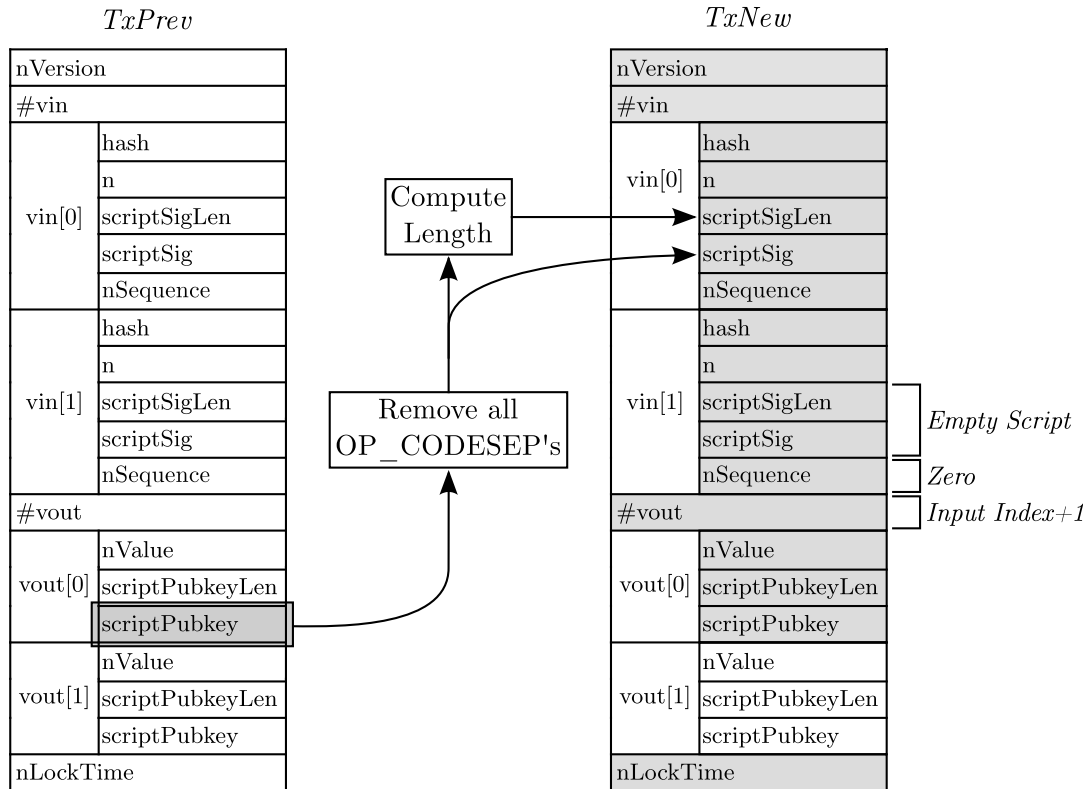 TxPrev
nVersion
#vin
vin[0]
hash
n
scriptSigLen
scriptSig
nSequence
vin[1]
hash
n
scriptSigLen
scriptSig
nSequence
#vout
vout[0]
nValue
scriptPubkeyLen
scriptPubkey
vout[1]
nValue
scriptPubkeyLen
scriptPubkey
nLockTime
Compute
Length
Remove all
OP_CODESEP's
TxNew
nVersion
#vin
vin[0]
hash
n
scriptSigLen
scriptSig
nSequence
vin[1]
hash
n
scriptSigLen
scriptSig
nSequence
#vout
vout[0]
nValue
scriptPubkeyLen
scriptPubkey
vout[1]
nValue
scriptPubkeyLen
scriptPubkey
nLockTime
Empty Script
Zero
Input Index+1